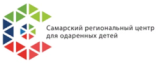 Самарский региональный центр
для одаренных детей